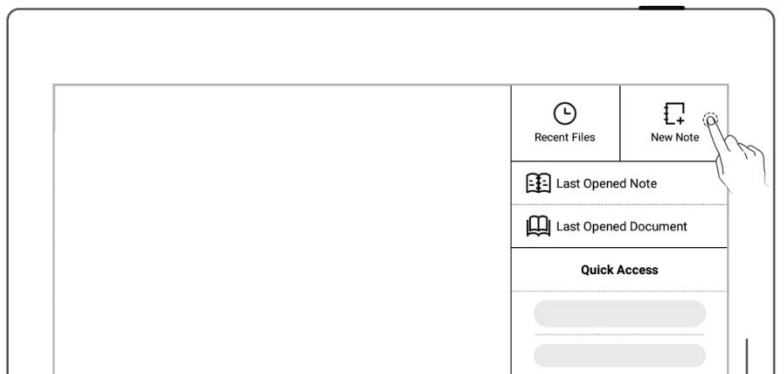 Recent Files
New Note
Last Opened Note
Last Opened Document
Quick Access